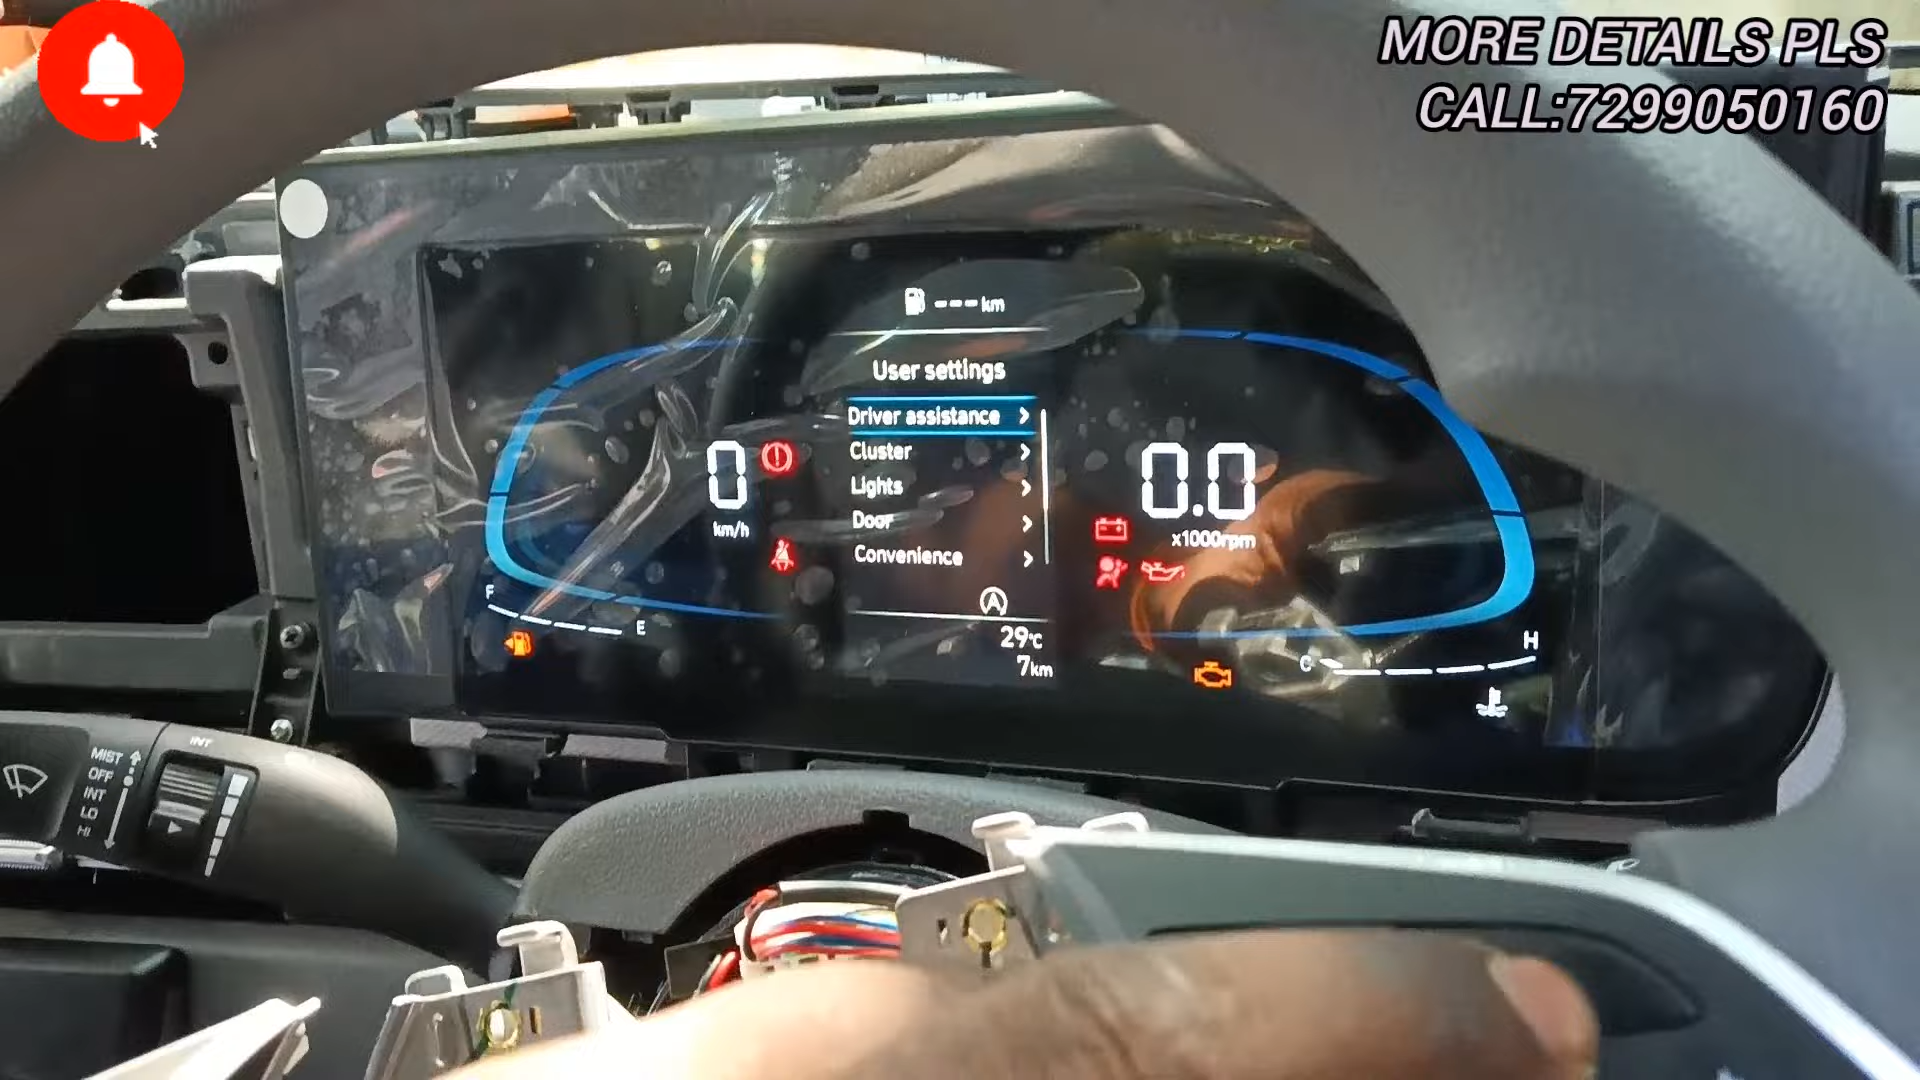 MORE DETAILS PLS
CALL:7299050160
--- km
User settings
Driver assistance
Cluster
Lights
Door
Convenience
0
km/h
0.0
x1000rpm
A
29°C
7km
F
E
C
H
INT
MIST
OFF
INT
LO
HI